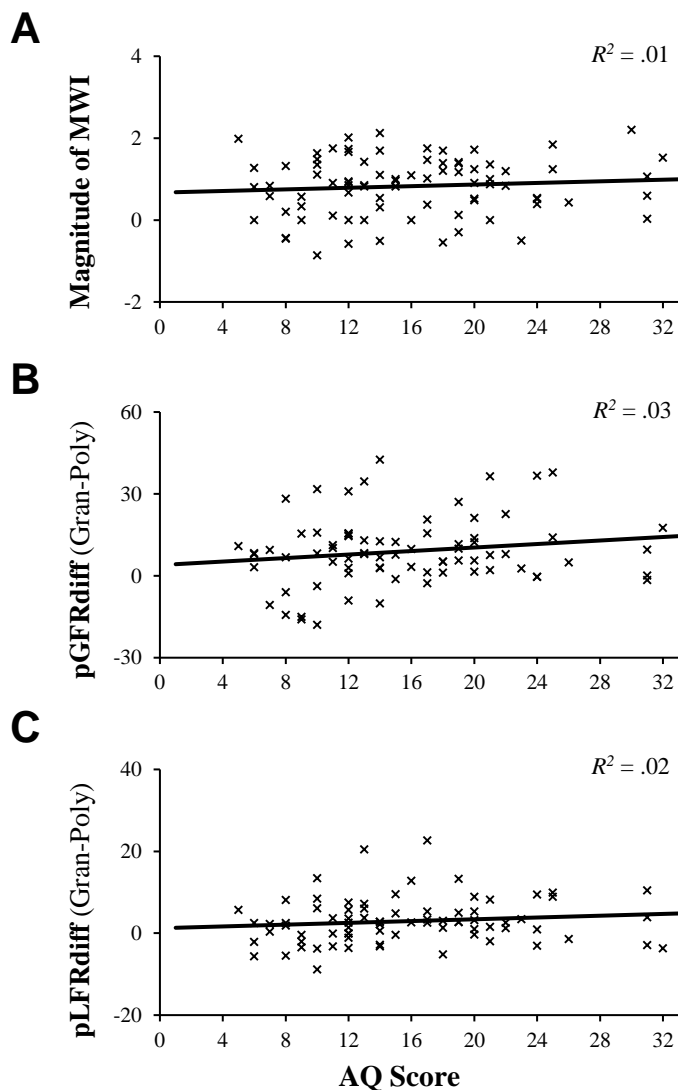 A
Magnitude of MWI
R² = .01
4
2
0
-2
0 4 8 12 16 20 24 28 32
B
pGFRdiff (Gran-Poly)
R² = .03
60
30
0
-30
0 4 8 12 16 20 24 28 32
C
pLFRdiff (Gran-Poly)
R² = .02
40
20
0
-20
0 4 8 12 16 20 24 28 32
AQ Score